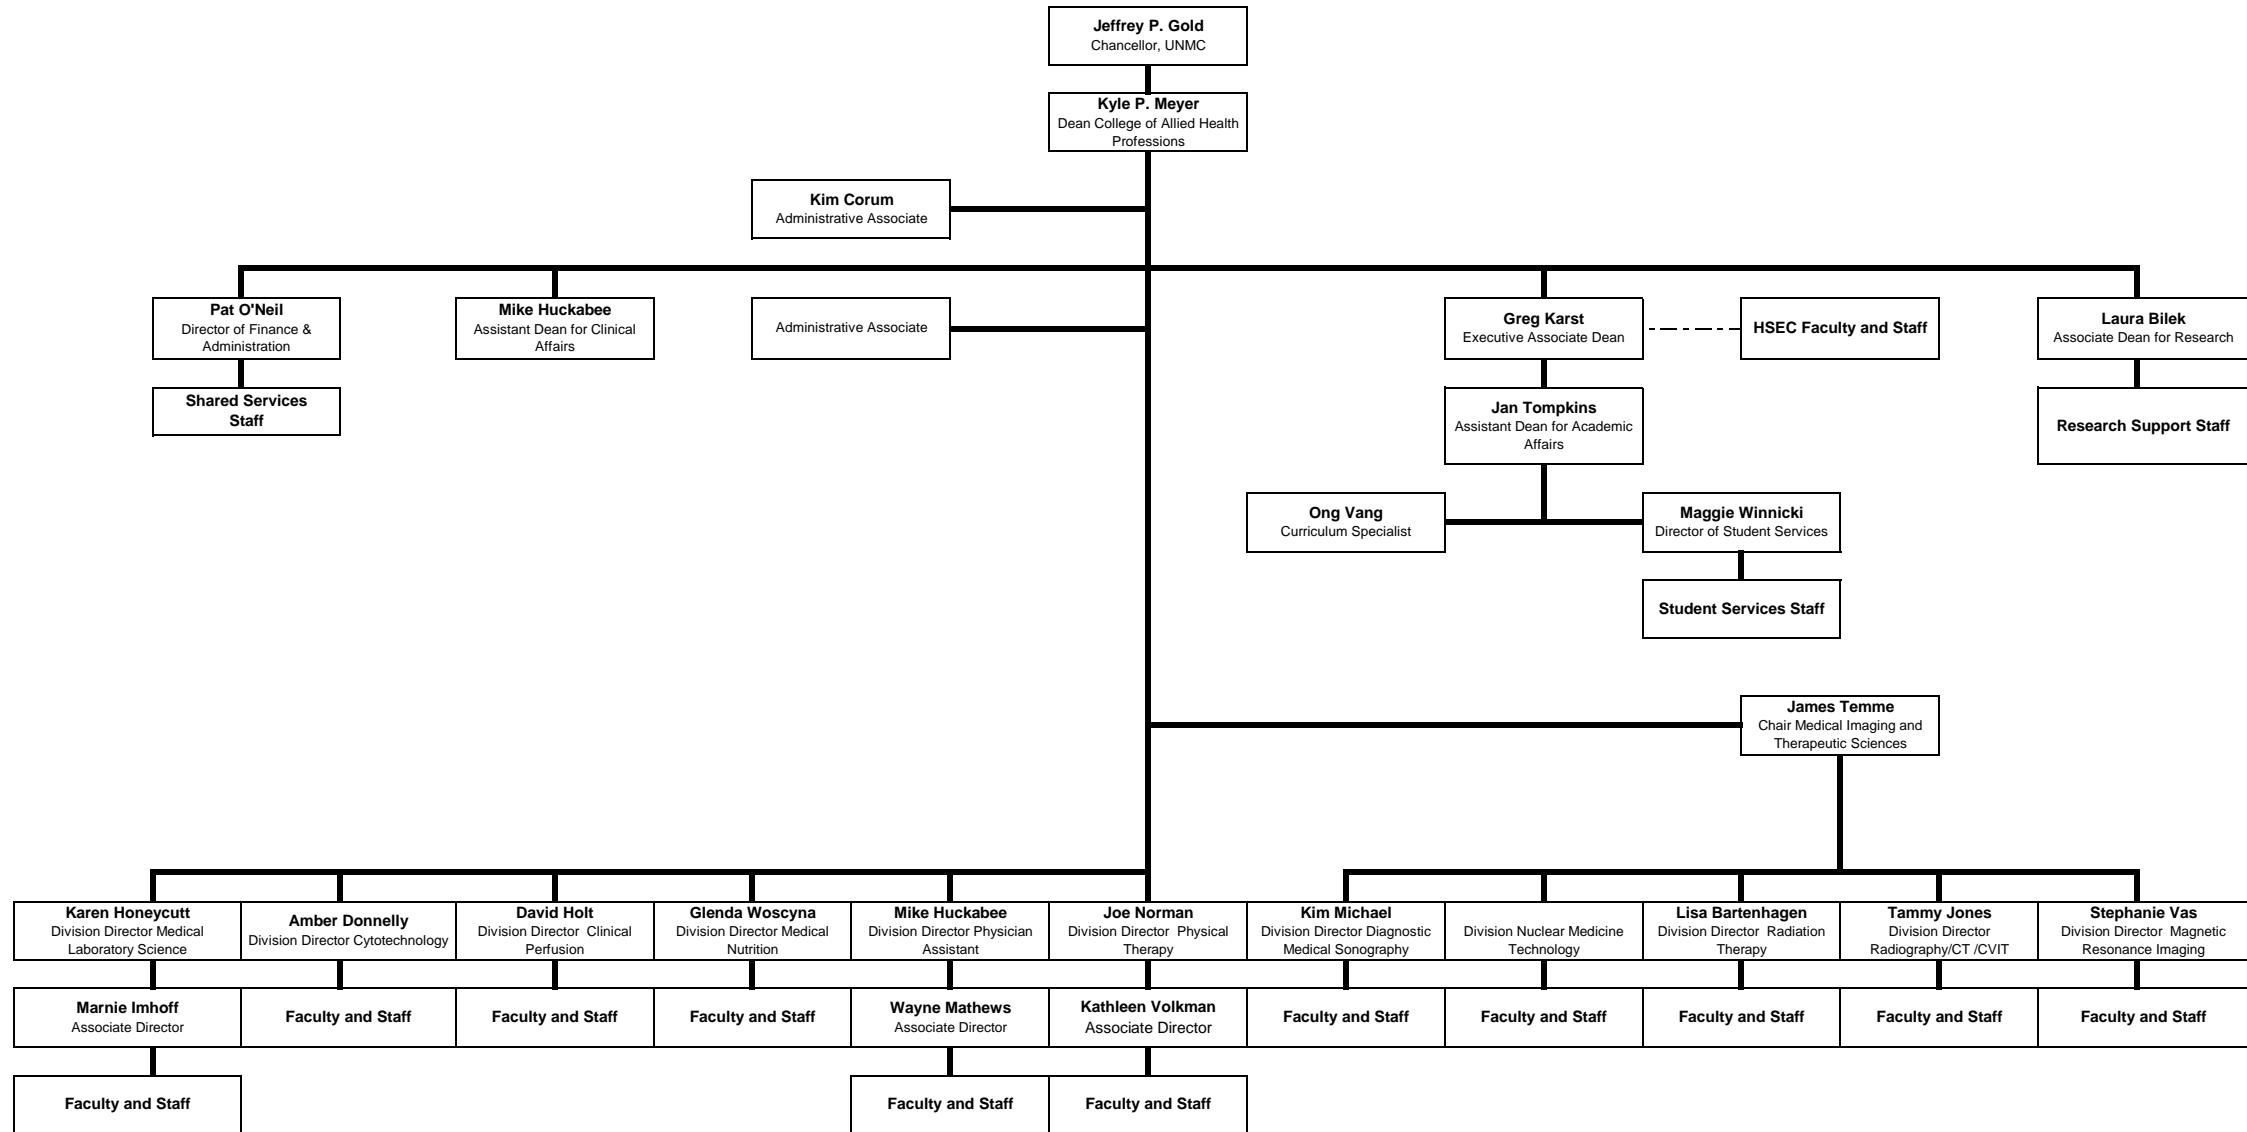 Jeffrey P. Gold
Chancellor, UNMC
Kyle P. Meyer
Dean College of Allied Health
Professions
Kim Corum
Administrative Associate
Pat O'Neil
Director of Finance &
Administration
Mike Huckabee
Assistant Dean for Clinical
Affairs
Administrative Associate
Greg Karst
Executive Associate Dean
HSEC Faculty and Staff
Laura Bilek
Associate Dean for Research
Shared Services
Staff
Jan Tompkins
Assistant Dean for Academic
Affairs
Research Support Staff
Ong Vang
Curriculum Specialist
Maggie Winnicki
Director of Student Services
Student Services Staff
James Temme
Chair Medical Imaging and
Therapeutic Sciences
Karen Honeycutt
Division Director Medical
Laboratory Science
Amber Donnelly
Division Director Cytotechnology
David Holt
Division Director Clinical
Perfusion
Glenda Woscyna
Division Director Medical
Nutrition
Mike Huckabee
Division Director Physician
Assistant
Joe Norman
Division Director Physical
Therapy
Kim Michael
Division Director Diagnostic
Medical Sonography
Division Nuclear Medicine
Technology
Lisa Bartenhagen
Division Director Radiation
Therapy
Tammy Jones
Division Director
Radiography/CT /CVIT
Stephanie Vas
Division Director Magnetic
Resonance Imaging
Marnie Imhoff
Associate Director
Faculty and Staff
Faculty and Staff
Faculty and Staff
Wayne Mathews
Associate Director
Kathleen Volkman
Associate Director
Faculty and Staff
Faculty and Staff
Faculty and Staff
Faculty and Staff
Faculty and Staff
Faculty and Staff
Faculty and Staff
Faculty and Staff